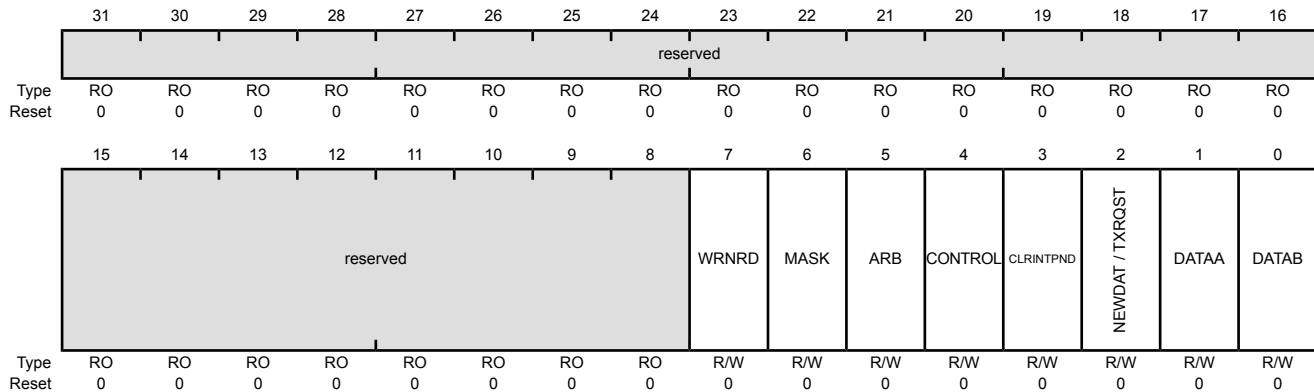 31 30 29 28 27 26 25 24 23 22 21 20 19 18 17 16
reserved
Type RO RO RO RO RO RO RO RO RO RO RO RO RO RO RO RO
Reset 0 0 0 0 0 0 0 0 0 0 0 0 0 0 0 0
15 14 13 12 11 10 9 8 7 6 5 4 3 2 1 0
reserved WRNRD MASK ARB CONTROL CLRINTPND NEWDAT / TXRQST DATAA DATAB
Type RO RO RO RO RO RO RO RO R/W R/W R/W R/W R/W R/W R/W R/W
Reset 0 0 0 0 0 0 0 0 0 0 0 0 0 0 0 0